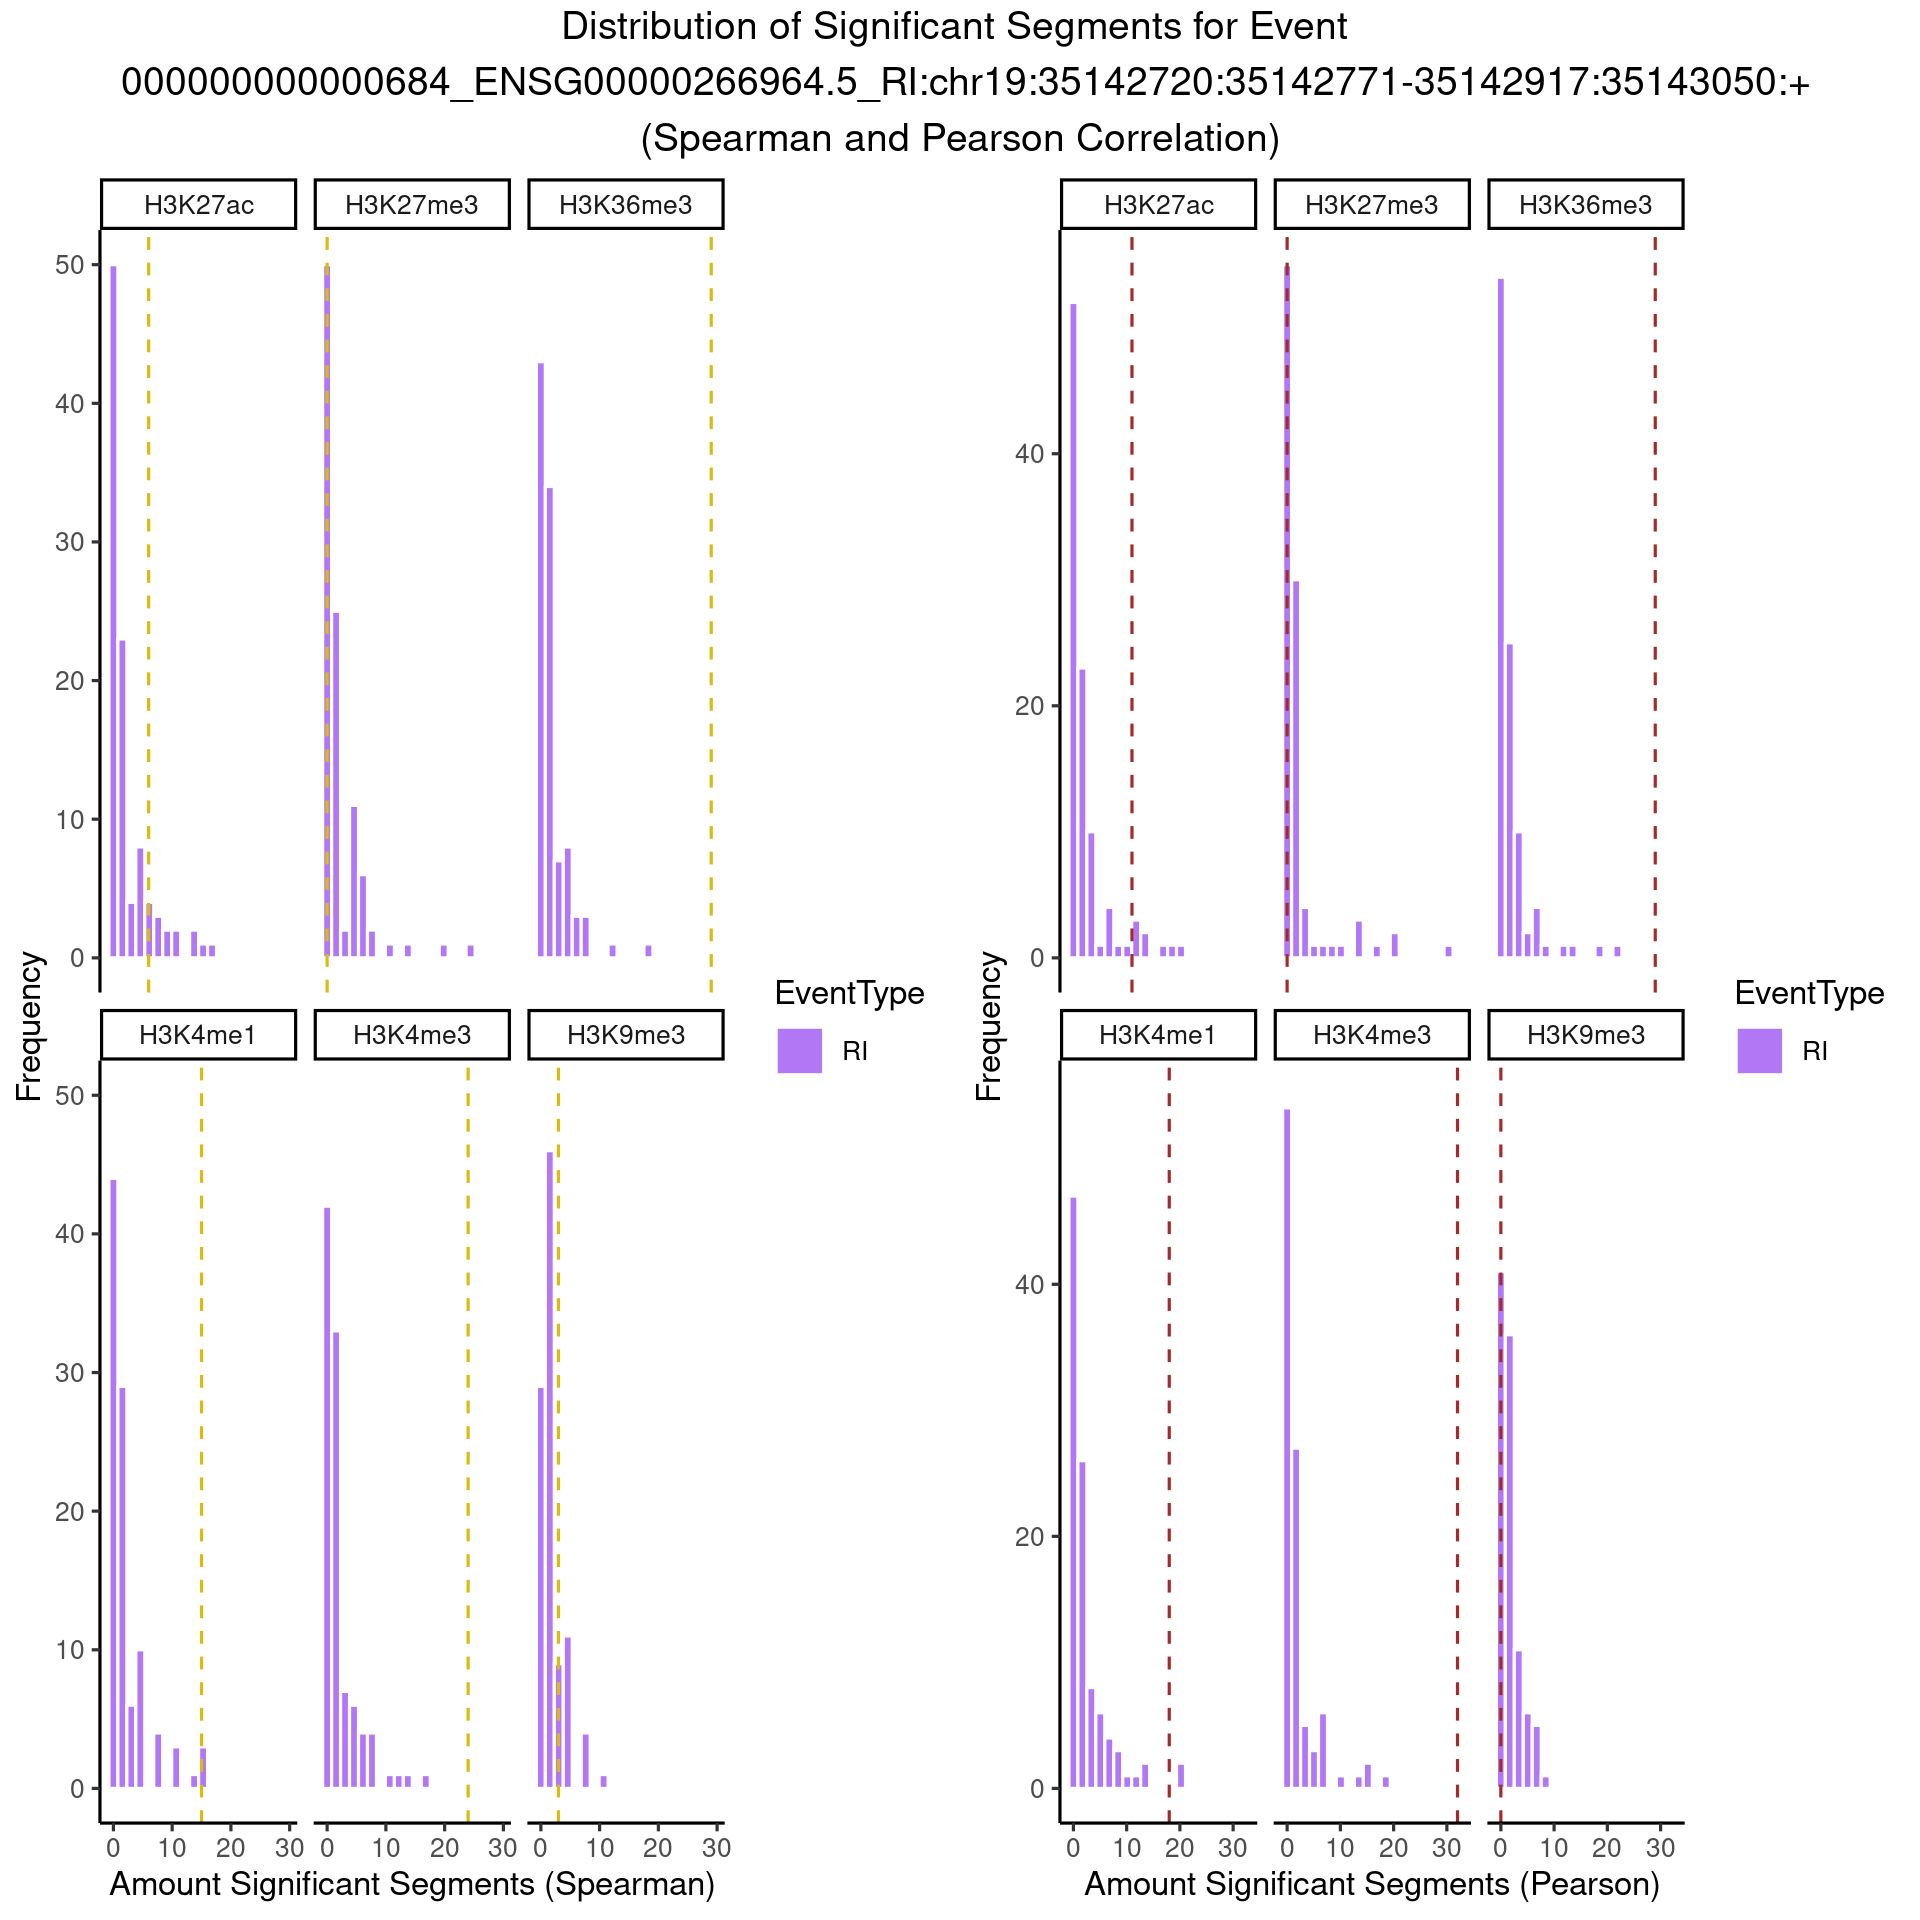 Distribution of Significant Segments for Event
000000000000684_ENSG00000266964.5_RI:chr19:35142720:35142771-35142917:35143050:+
(Spearman and Pearson Correlation)
H3K27ac H3K27me3 H3K36me3
50
40
30
20
10
0
H3K4me1 H3K4me3 H3K9me3
50
40
30
20
10
0
0 10 20 30 0 10 20 30 0 10 20 30
Frequency
Amount Significant Segments (Spearman)
EventType
RI
H3K27ac H3K27me3 H3K36me3
40
20
0
H3K4me1 H3K4me3 H3K9me3
40
20
0
0 10 20 30 0 10 20 30 0 10 20 30
Frequency
Amount Significant Segments (Pearson)
EventType
RI